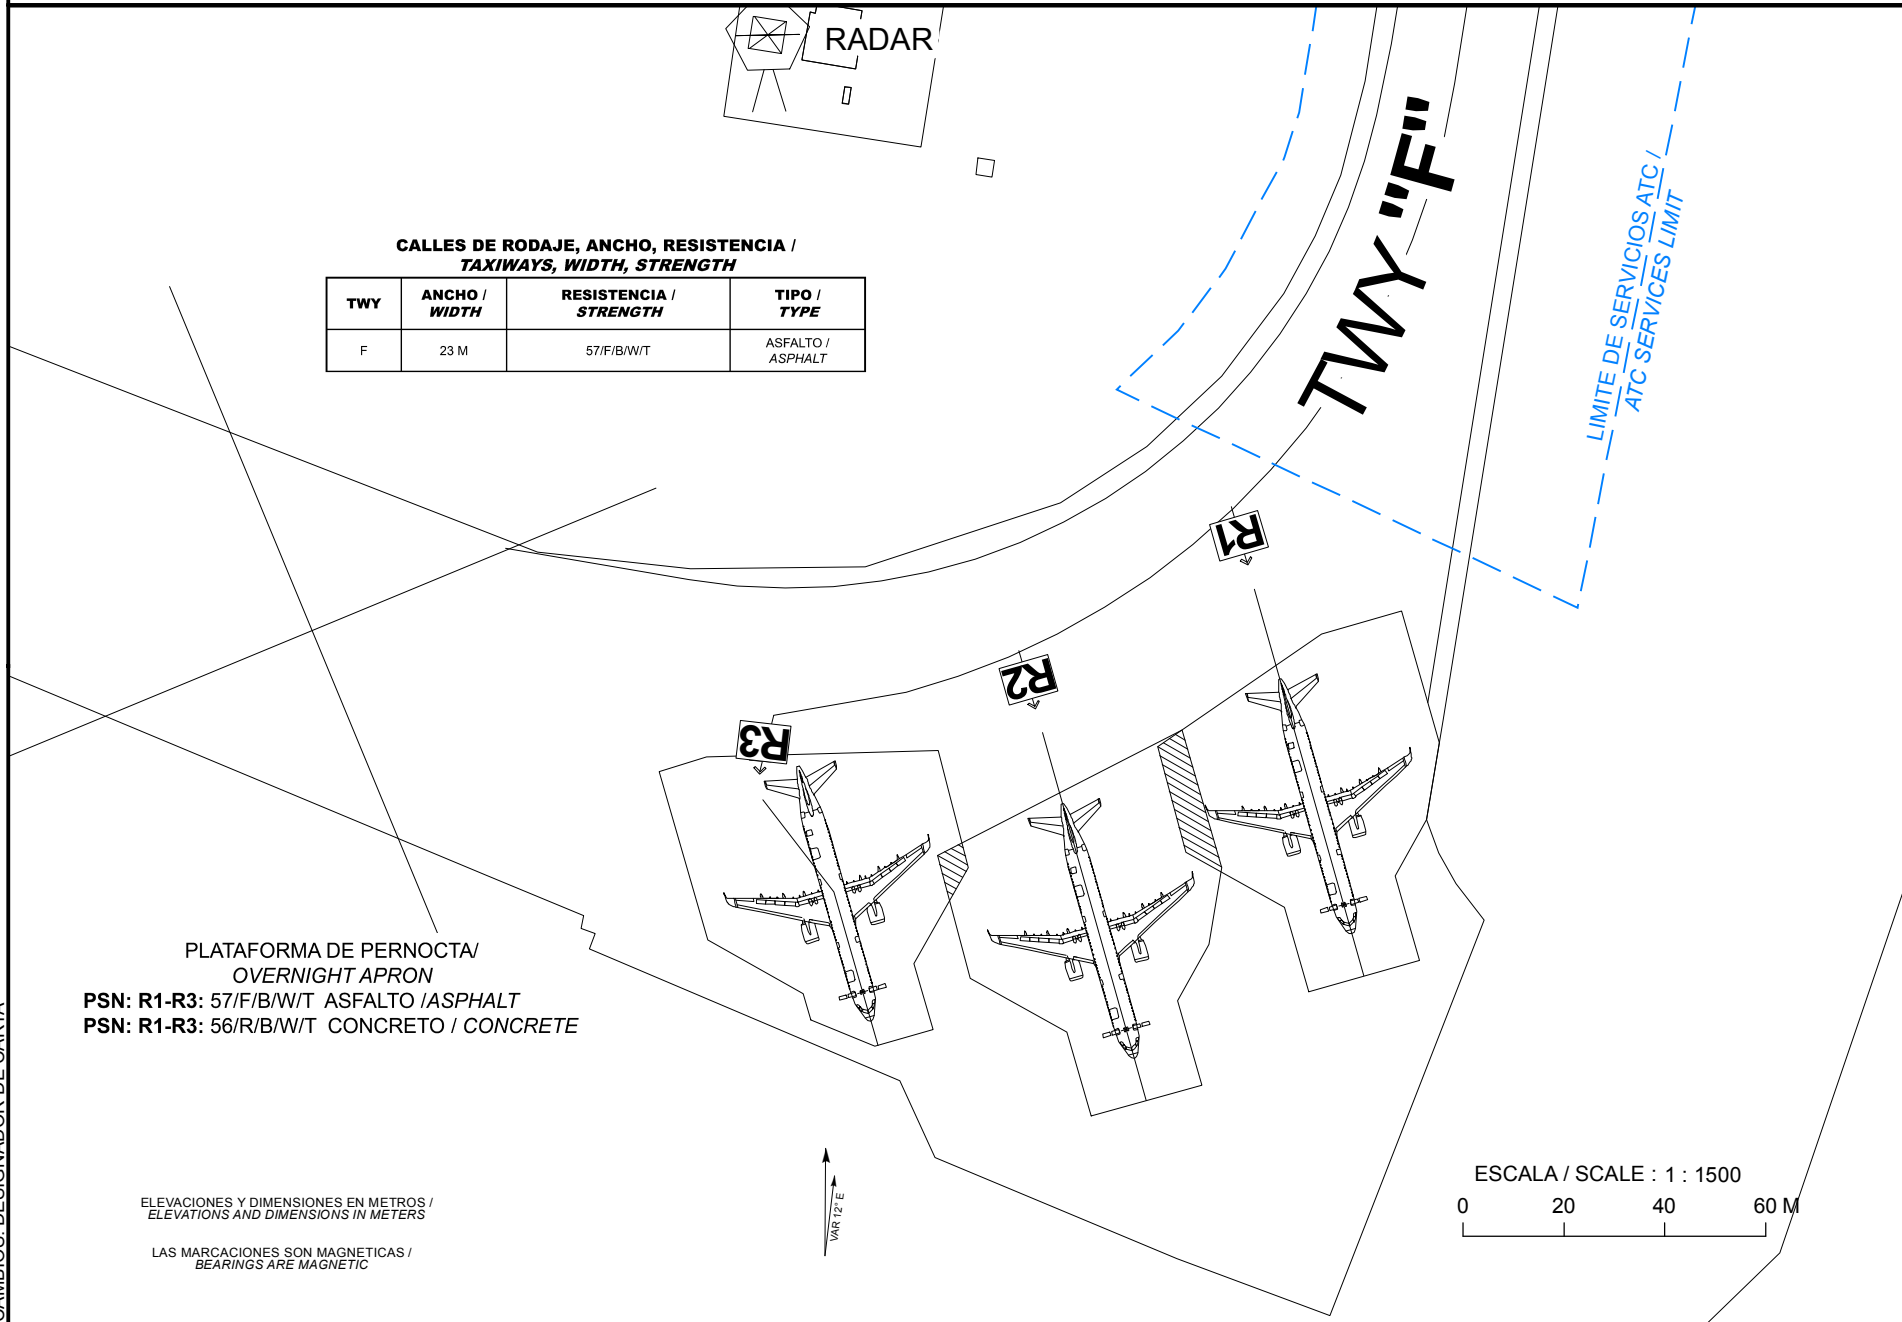 RADAR
TWY "F"
LIMITE DE SERVICIOS ATC /
ATC SERVICES LIMIT
CALLES DE RODAJE, ANCHO, RESISTENCIA /
TAXIWAYS, WIDTH, STRENGTH
TWY
ANCHO /
WIDTH
RESISTENCIA /
STRENGTH
TIPO /
TYPE
F
23 M
57/F/B/W/T
ASFALTO /
ASPHALT
R1
R2
R3
PLATAFORMA DE PERNOCTA/
OVERNIGHT APRON
PSN: R1-R3: 57/F/B/W/T ASFALTO /ASPHALT
PSN: R1-R3: 56/R/B/W/T CONCRETO / CONCRETE
ELEVACIONES Y DIMENSIONES EN METROS /
ELEVATIONS AND DIMENSIONS IN METERS
LAS MARCACIONES SON MAGNETICAS /
BEARINGS ARE MAGNETIC
VAR 12° E
ESCALA / SCALE : 1 : 1500
0 20 40 60 M